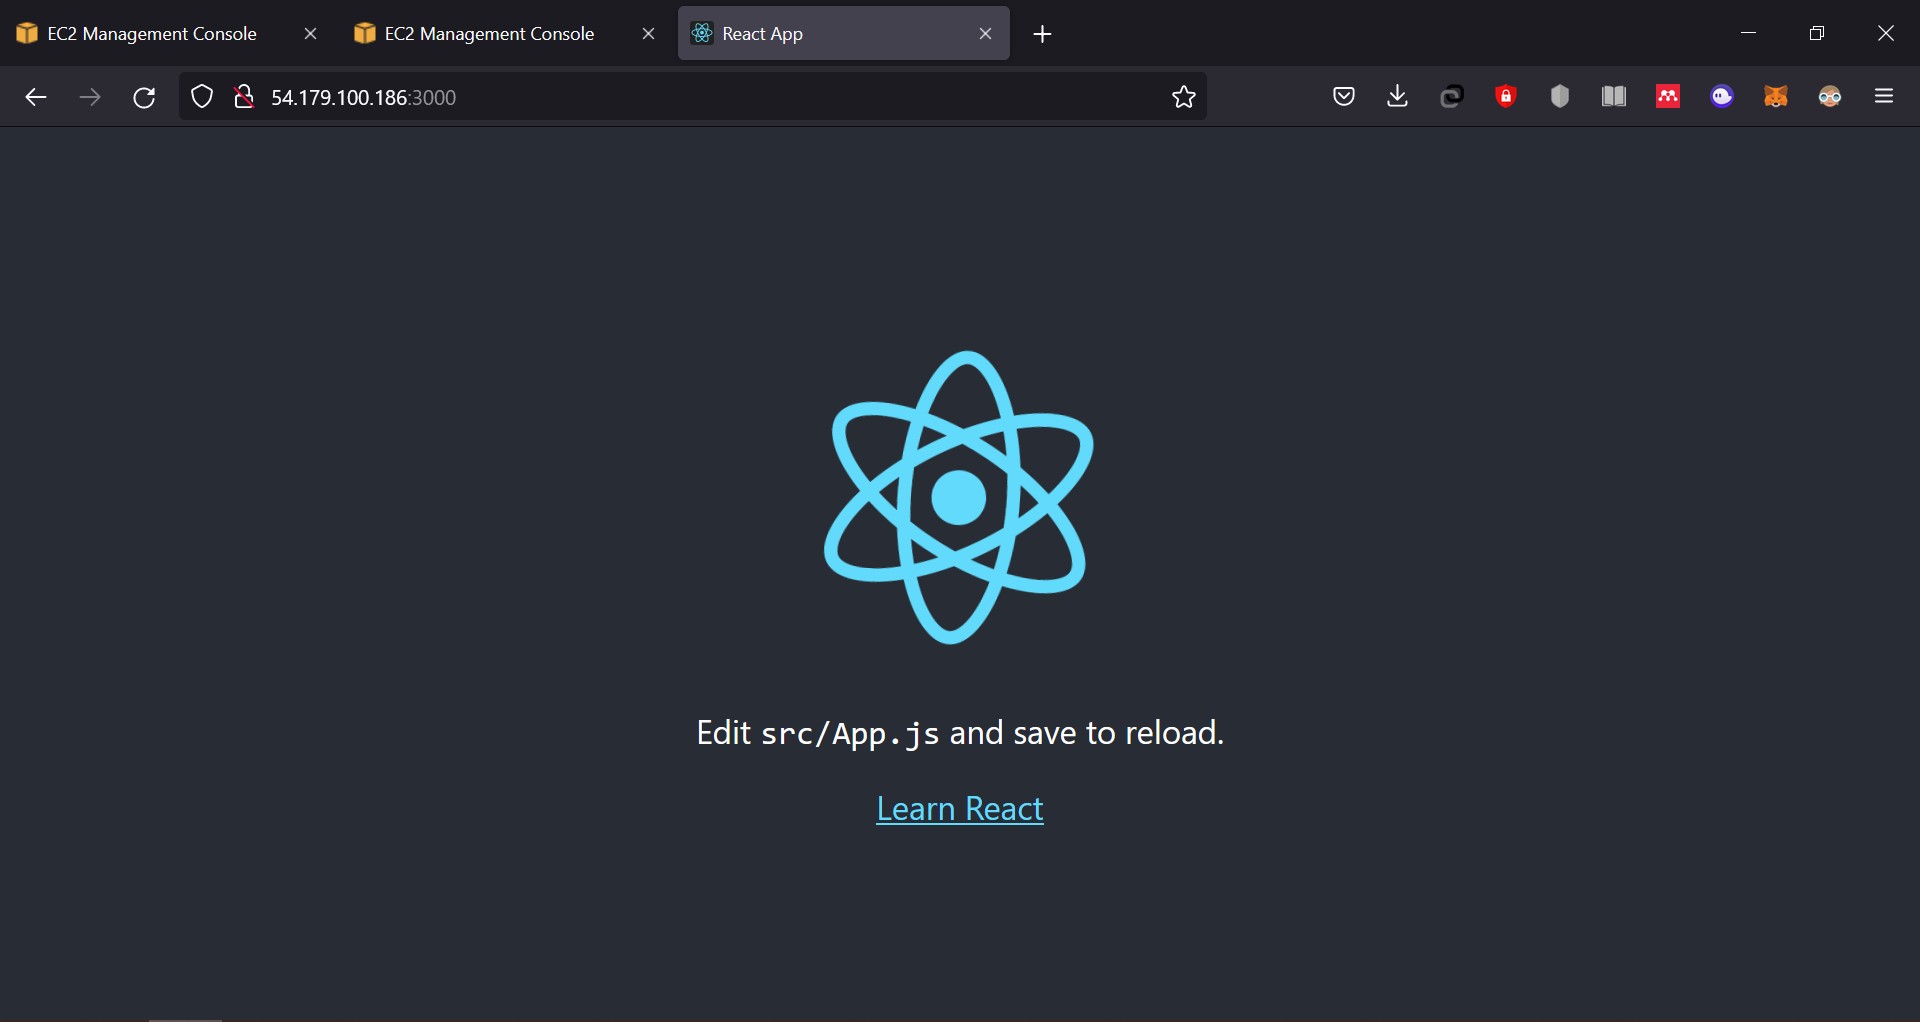 EC2 Management Console
EC2 Management Console
React App
54.179.100.186:3000
Edit src/App.js and save to reload.
Learn React